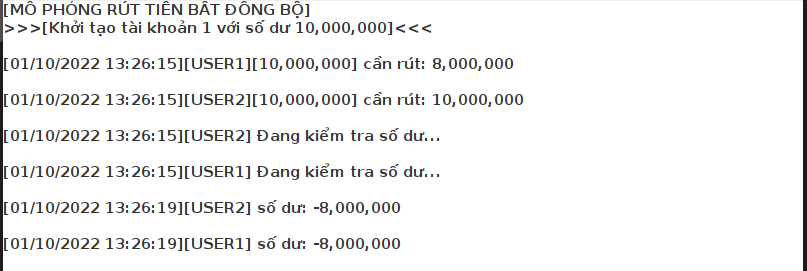 [MÔ PHỎNG RÚT TIỀN BẤT ĐỒNG BỘ]
>>>[Khởi tạo tài khoản 1 với số dư 10,000,000]<<<
[01/10/2022 13:26:15][USER1][10,000,000] cần rút: 8,000,000
[01/10/2022 13:26:15][USER2][10,000,000] cần rút: 10,000,000
[01/10/2022 13:26:15][USER2] Đang kiểm tra số dư...
[01/10/2022 13:26:15][USER1] Đang kiểm tra số dư...
[01/10/2022 13:26:19][USER2] số dư: -8,000,000
[01/10/2022 13:26:19][USER1] số dư: -8,000,000